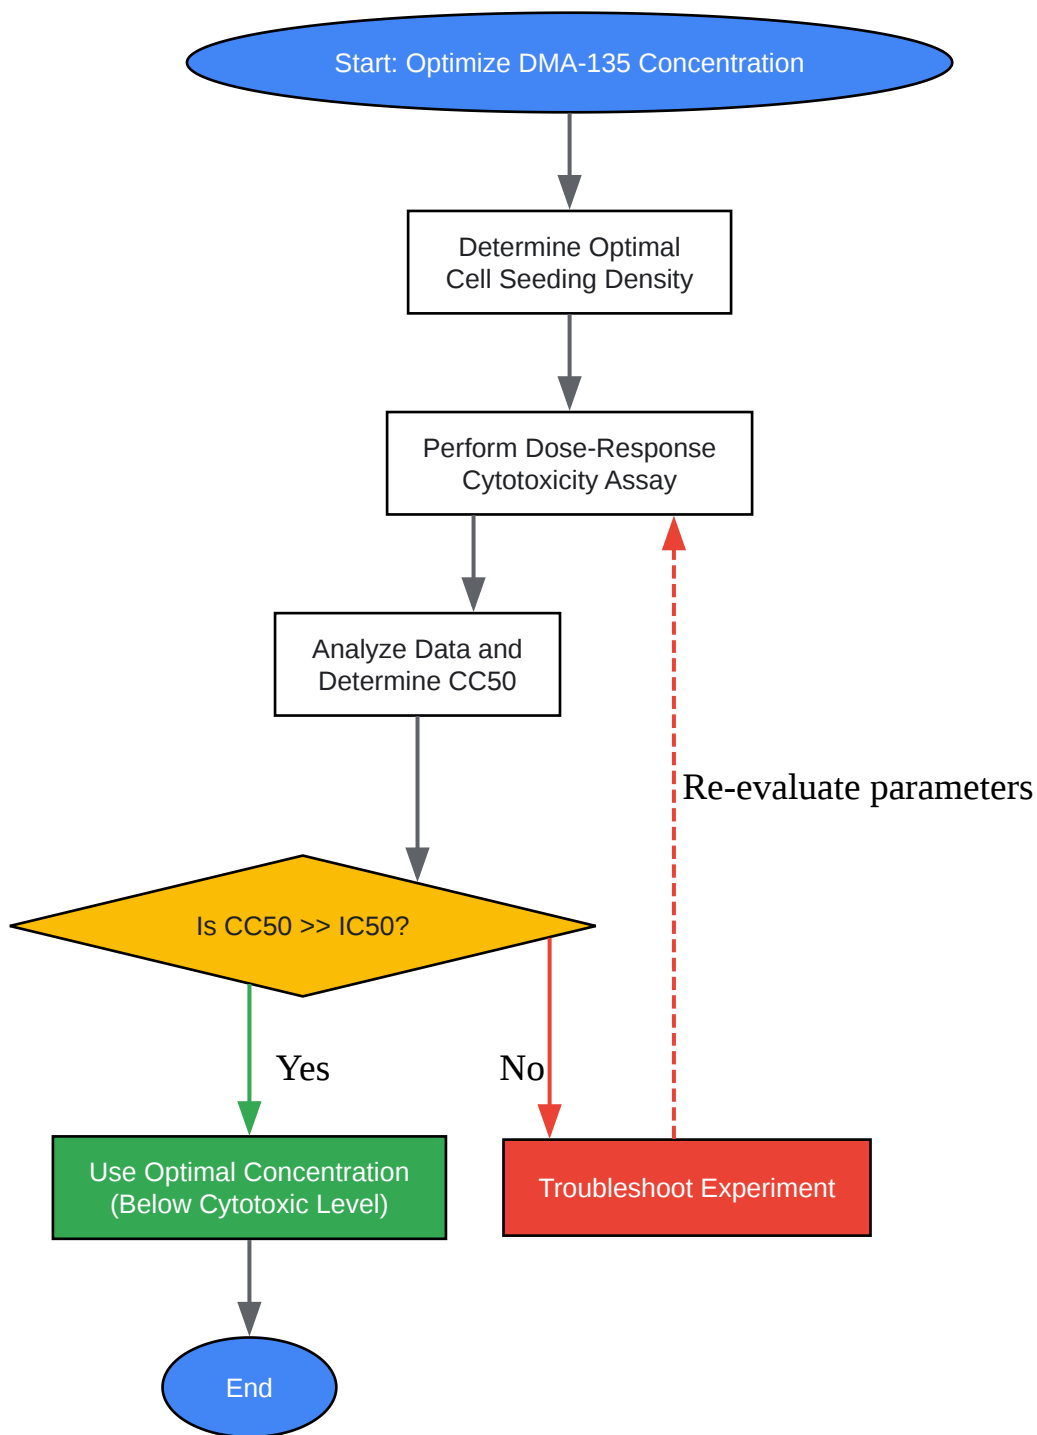 Start: Optimize DMA-135 Concentration
Determine Optimal
Cell Seeding Density
Perform Dose-Response
Cytotoxicity Assay
Analyze Data and
Determine CC50
Re-evaluate parameters
Is CC50 >> IC50?
Yes
No
Use Optimal Concentration
(Below Cytotoxic Level)
Troubleshoot Experiment
End